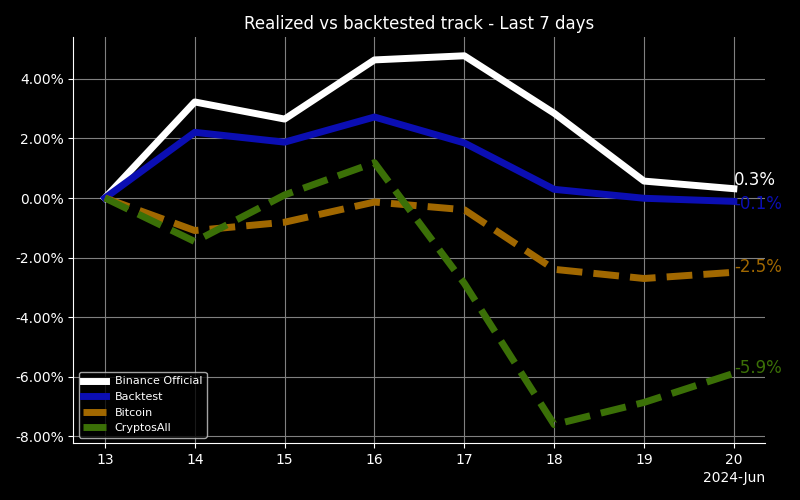 Realized vs backtested track - Last 7 days
4.00%
2.00%
0.00%
-2.00%
-4.00%
-6.00%
-8.00%
0.3%
-0.1%
-2.5%
-5.9%
Binance Official
Backtest
Bitcoin
CryptosAll
13 14 15 16 17 18 19 20
2024-Jun